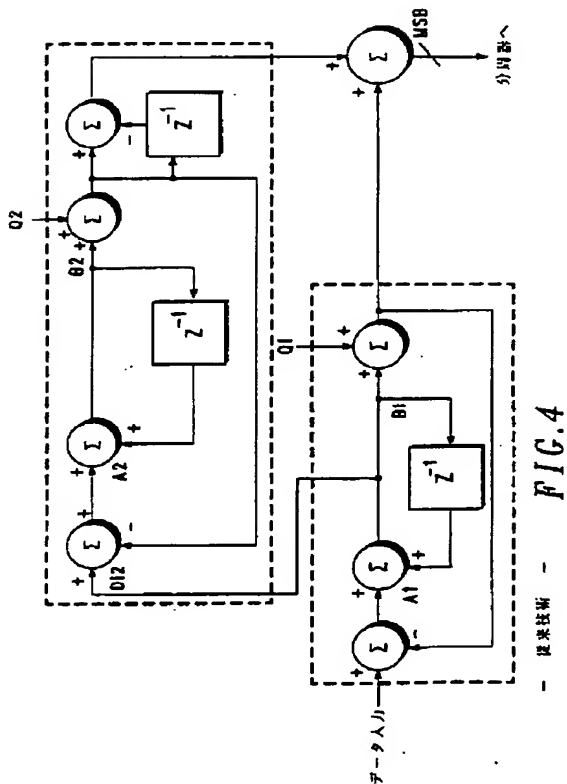 Q2
+
+
Σ
+
Σ
-
Z⁻¹
+
Σ
+
MSB
分周器へ
B2
Z⁻¹
+
+
Σ
A2
+
+
Σ
-
D12
Q1
+
+
Σ
B1
Z⁻¹
+
+
Σ
A1
+
Σ
-
データ入力
- 従来技術 -
FIG.4